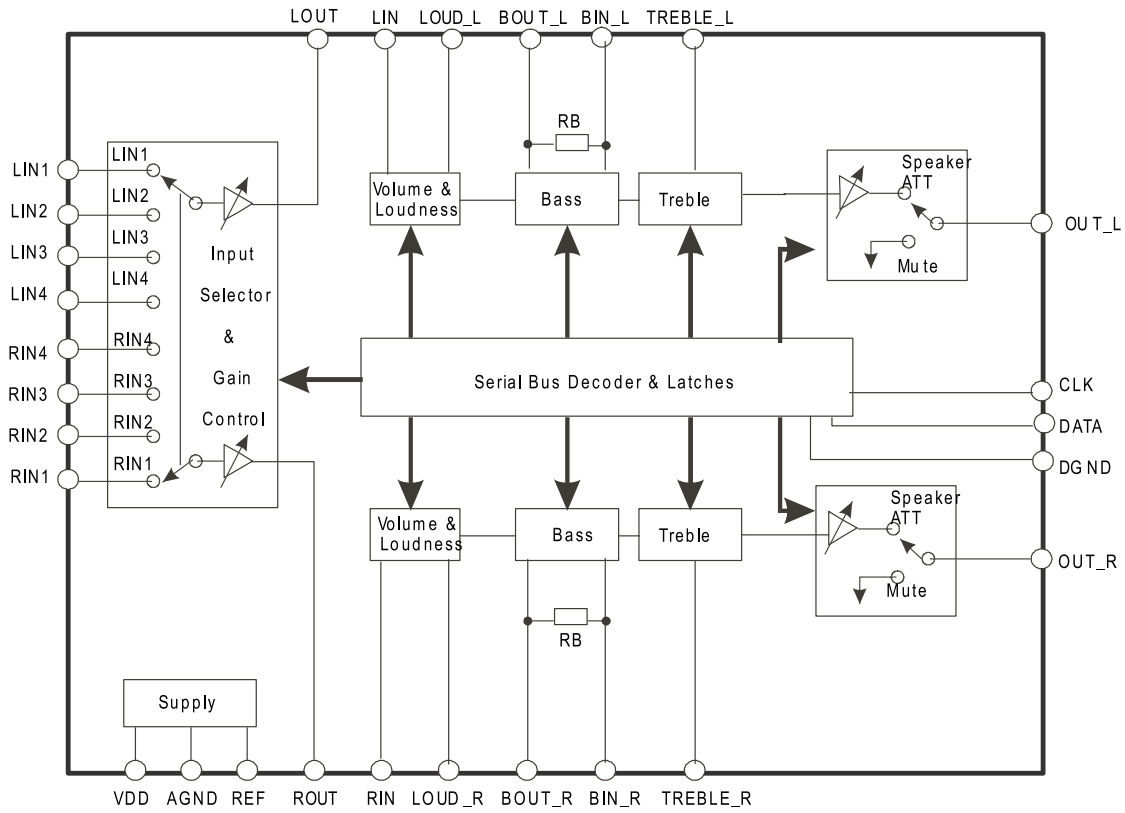 LOUT LIN LOUD_L BOUT_L BIN_L TREBLE_L
RB
LIN1
LIN2
LIN3
LIN4
RIN4
RIN3
RIN2
RIN1
LIN1
LIN2
LIN3
LIN4
RIN4
RIN3
RIN2
RIN1
Input
Selector
&
Gain
Control
Volume &
Loudness
Bass
Treble
Speaker
ATT
Mute
OUT_L
Serial Bus Decoder & Latches
CLK
DATA
DGND
Volume &
Loudness
Bass
Treble
Speaker
ATT
Mute
OUT_R
RB
Supply
VDD AGND REF ROUT RIN LOUD_R BOUT_R BIN_R TREBLE_R